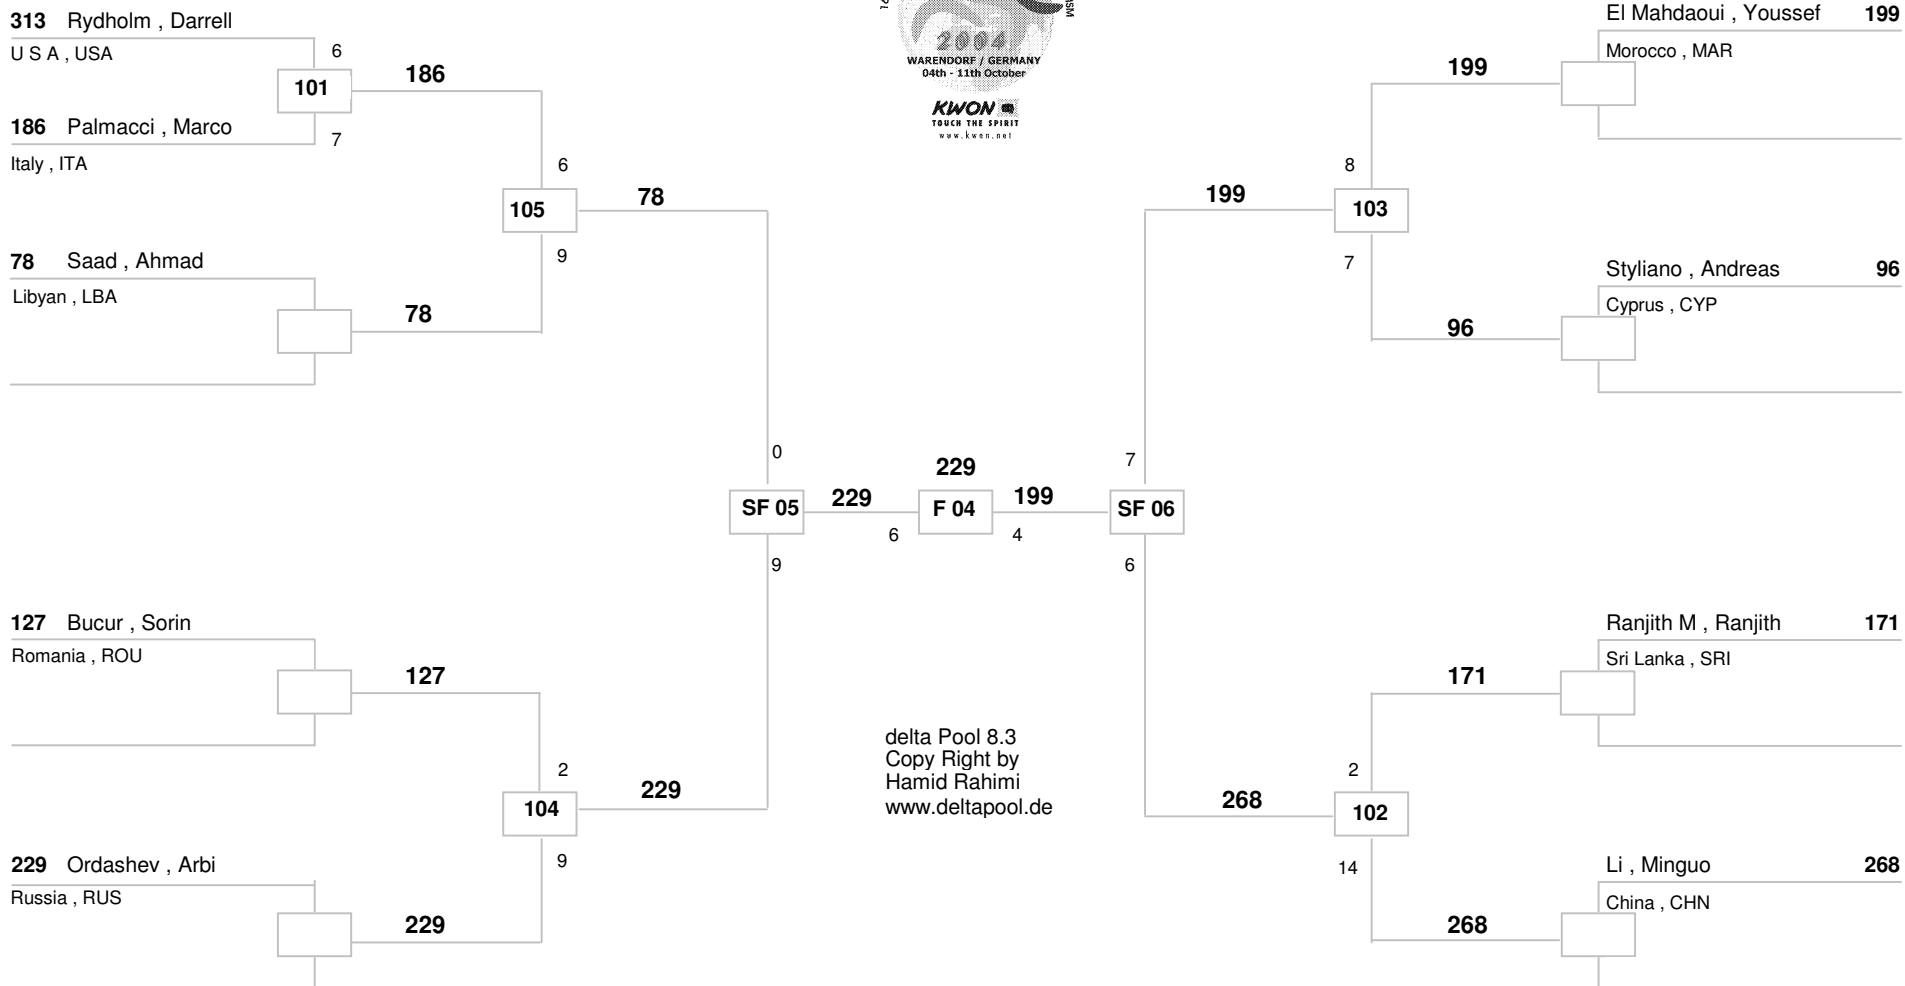 313 Rydholm , Darrell
U S A , USA
6
101
186
186 Palmacci , Marco
7
Italy , ITA
6
105
78
9
78 Saad , Ahmad
Libyan , LBA
78
0
SF 05
229
9
6
229
F 04
199
4
127 Bucur , Sorin
Romania , ROU
127
2
104
229
9
229 Ordashev , Arbi
Russia , RUS
229
2004
WARENDORF / GERMANY
04th - 11th October
KWON
TOUCH THE SPIRIT
www.kwon.net
delta Pool 8.3
Copy Right by
Hamid Rahimi
www.deltapool.de
El Mahdaoui , Youssef 199
Morocco , MAR
199
8
199
103
7
Styliano , Andreas 96
Cyprus , CYP
96
7
SF 06
6
Ranjith M , Ranjith 171
Sri Lanka , SRI
171
2
268
102
14
Li , Minguo 268
China , CHN
268